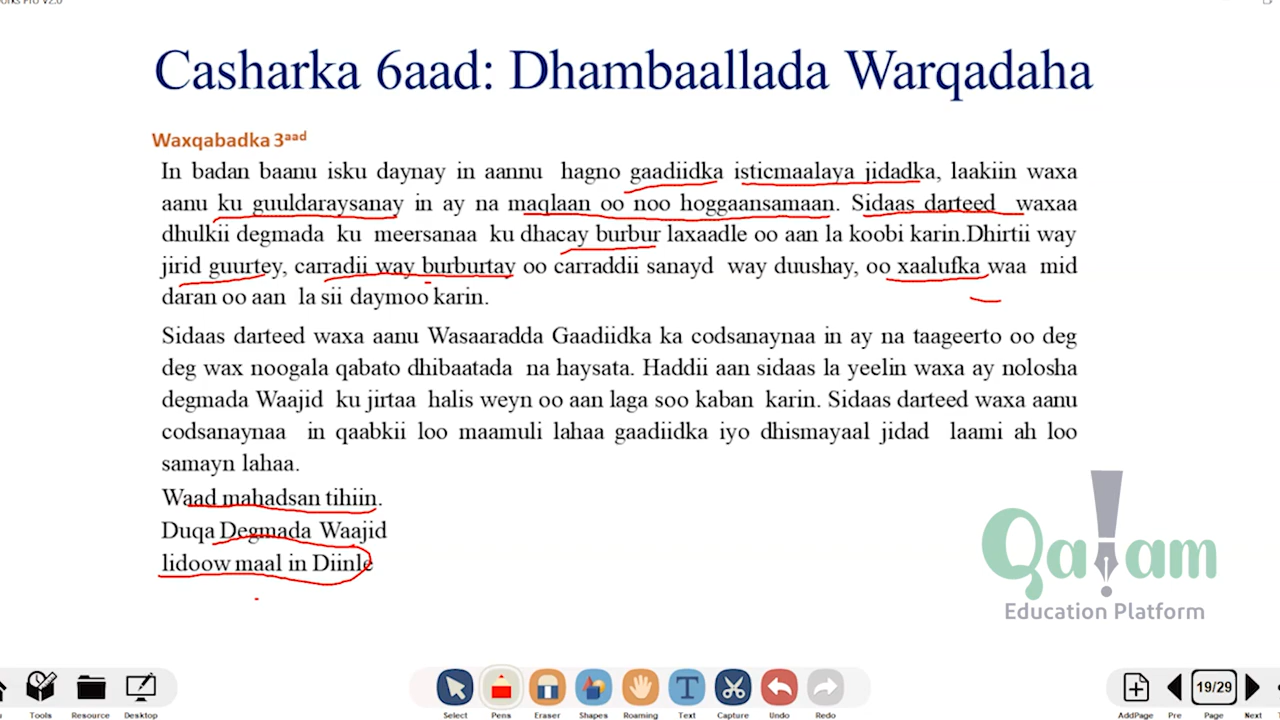 Casharka 6aad: Dhambaallada Warqadaha
Waxqabadka 3aad
In badan baanu isku daynay in aannu hagno gaadiidka isticmaalaya jidadka, laakiin waxa
aanu ku guuldaraysanay in ay na maqlaan oo noo hoggaansamaan. Sidaas darteed waxaa
dhulkii degmada ku meersanaa ku dhacay burbur laxaadle oo aan la koobi karin.Dhirtii way
jirid guurtey, carradii way burburtay oo carraddii sanayd way duushay, oo xaalufka waa mid
daran oo aan la sii daymoo karin.
Sidaas darteed waxa aanu Wasaaradda Gaadiidka ka codsanaynaa in ay na taageerto oo deg
deg wax noogala qabato dhibaatada na haysata. Haddii aan sidaas la yeelin waxa ay nolosha
degmada Waajid ku jirtaa halis weyn oo aan laga soo kaban karin. Sidaas darteed waxa aanu
codsanaynaa in qaabkii loo maamuli lahaa gaadiidka iyo dhismayaal jidad laami ah loo
samayn lahaa.
Waad mahadsan tihiin.
Duqa Degmada Waajid
lidoow maal in Diinle
Qalam
Education Platform
Tools
Resource
Desktop
Select
Pens
Eraser
Shapes
Roaming
Text
Capture
Undo
Redo
AddPage
Pre
19/29
Page
Next